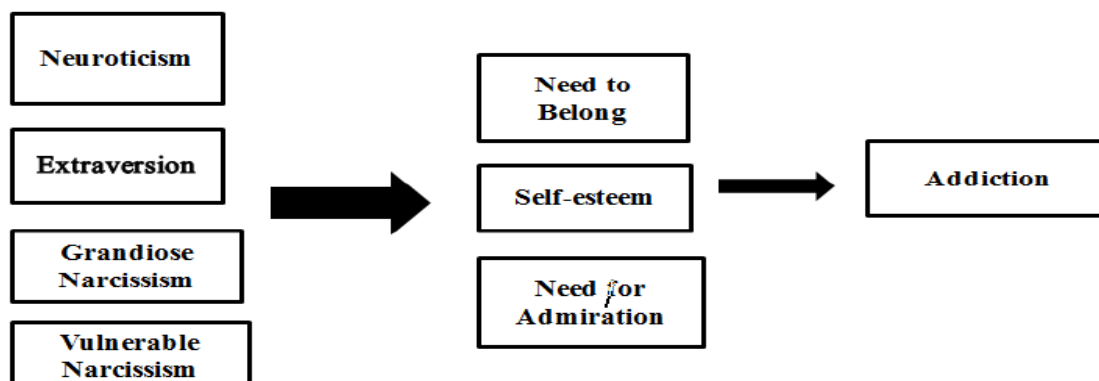 Neuroticism
Extraversion
Grandiose
Narcissism
Vulnerable
Narcissism
Need to
Belong
Self-esteem
Need for
Admiration
Addiction